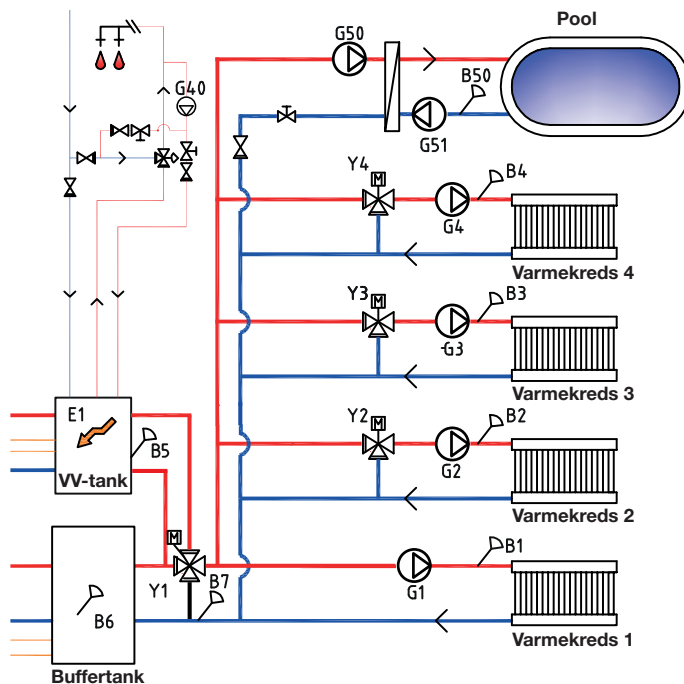 Pool
G50
B50
G40
G51
Y4
B4
G4
Varmekreds 4
Y3
B3
G3
Varmekreds 3
E1
Y2
B2
B5
G2
VV-tank
Varmekreds 2
M
M
M
M
B1
Y1
B7
G1
B6
Varmekreds 1
Buffertank